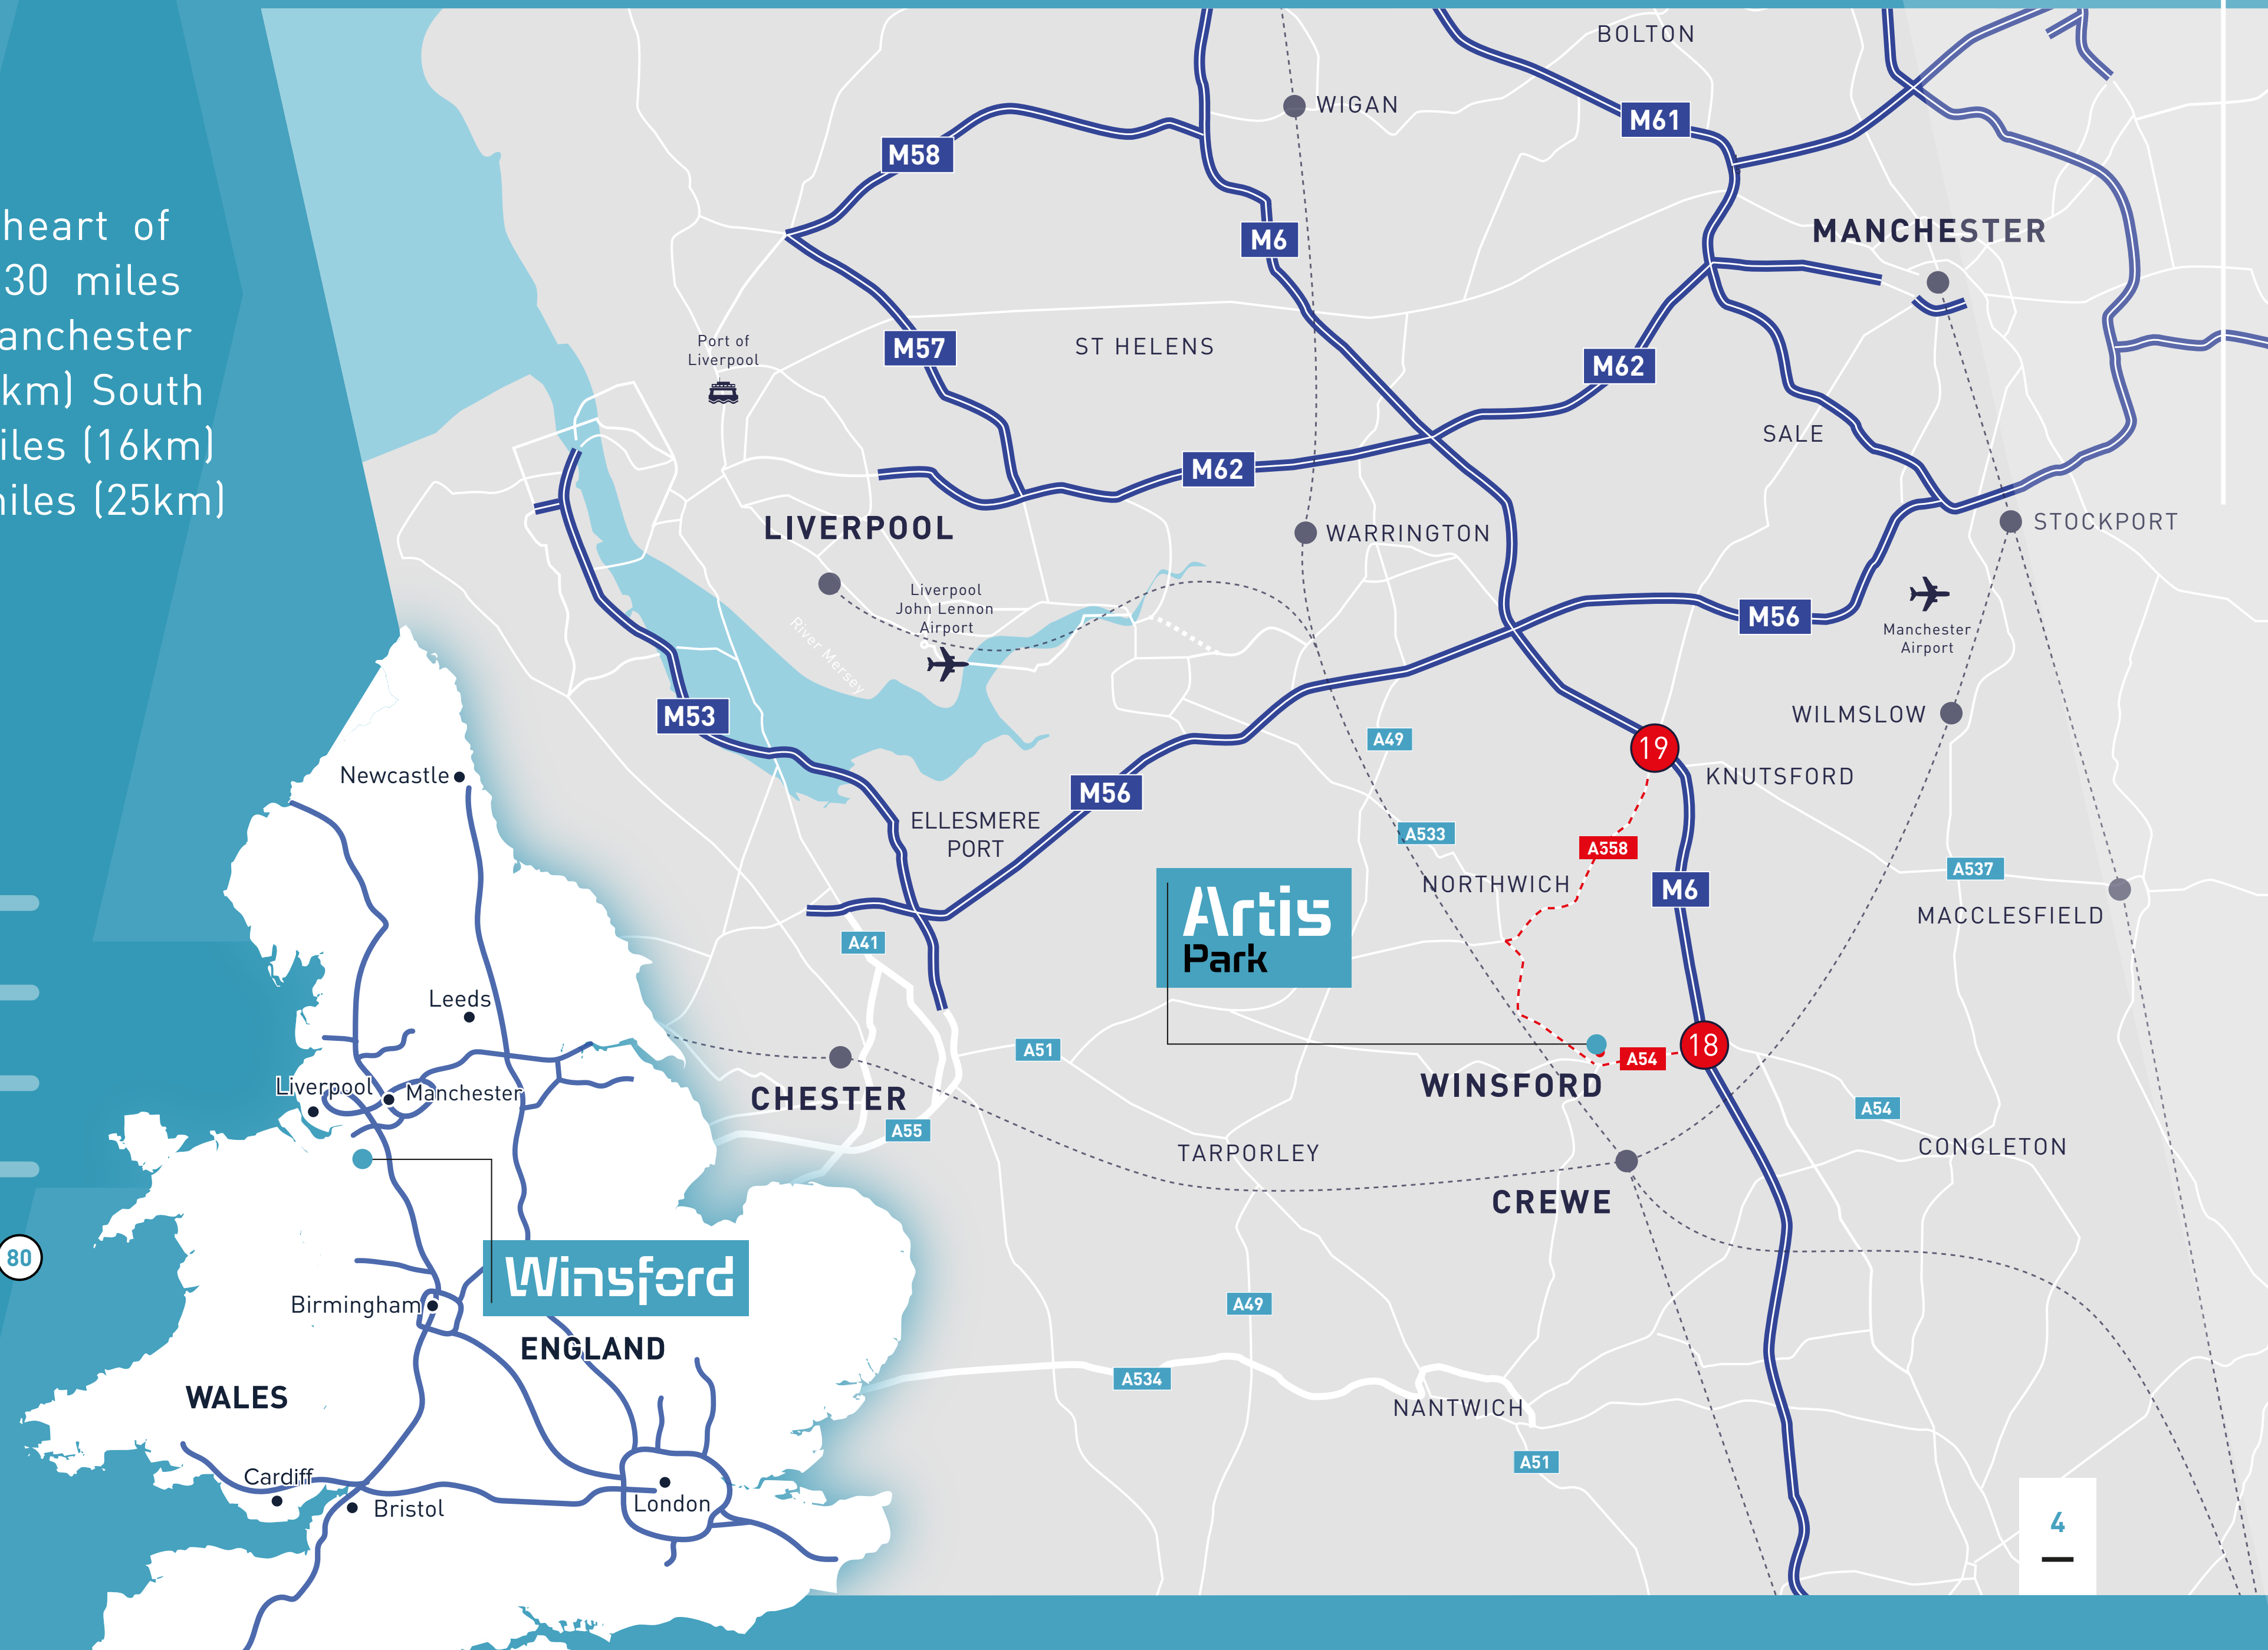 heart of
30 miles
anchester
km) South
iles (16km)
miles (25km)
80
BOLTON
WIGAN
M61
M58
MANCHESTER
M6
Port of
Liverpool
M57
ST HELENS
M62
SALE
M62
LIVERPOOL
WARRINGTON
STOCKPORT
Liverpool
John Lennon
Airport
River Mersey
M56
Manchester
Airport
M53
WILMSLOW
A49
19
KNUTSFORD
M56
ELLESMERE
PORT
A533
A558
A537
NORTHWICH
M6
MACCLESFIELD
Artis
Park
A41
A51
18
A54
WINSFORD
CHESTER
A54
A55
TARPORLEY
CONGLETON
CREWE
A49
A534
NANTWICH
A51
Newcastle
Leeds
Liverpool
Manchester
Winsford
Birmingham
ENGLAND
WALES
Cardiff
Bristol
London
4